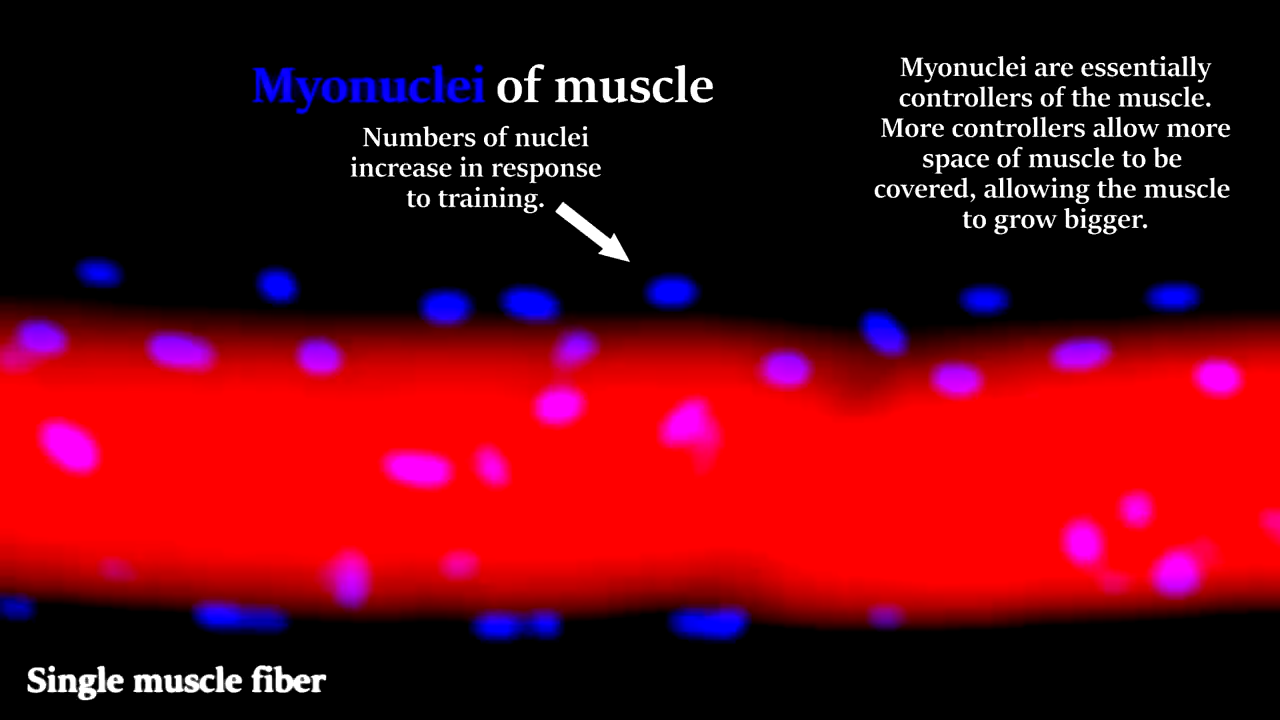 Myonuclei of muscle
Numbers of nuclei
increase in response
to training.
Myonuclei are essentially
controllers of the muscle.
More controllers allow more
space of muscle to be
covered, allowing the muscle
to grow bigger.
Single muscle fiber